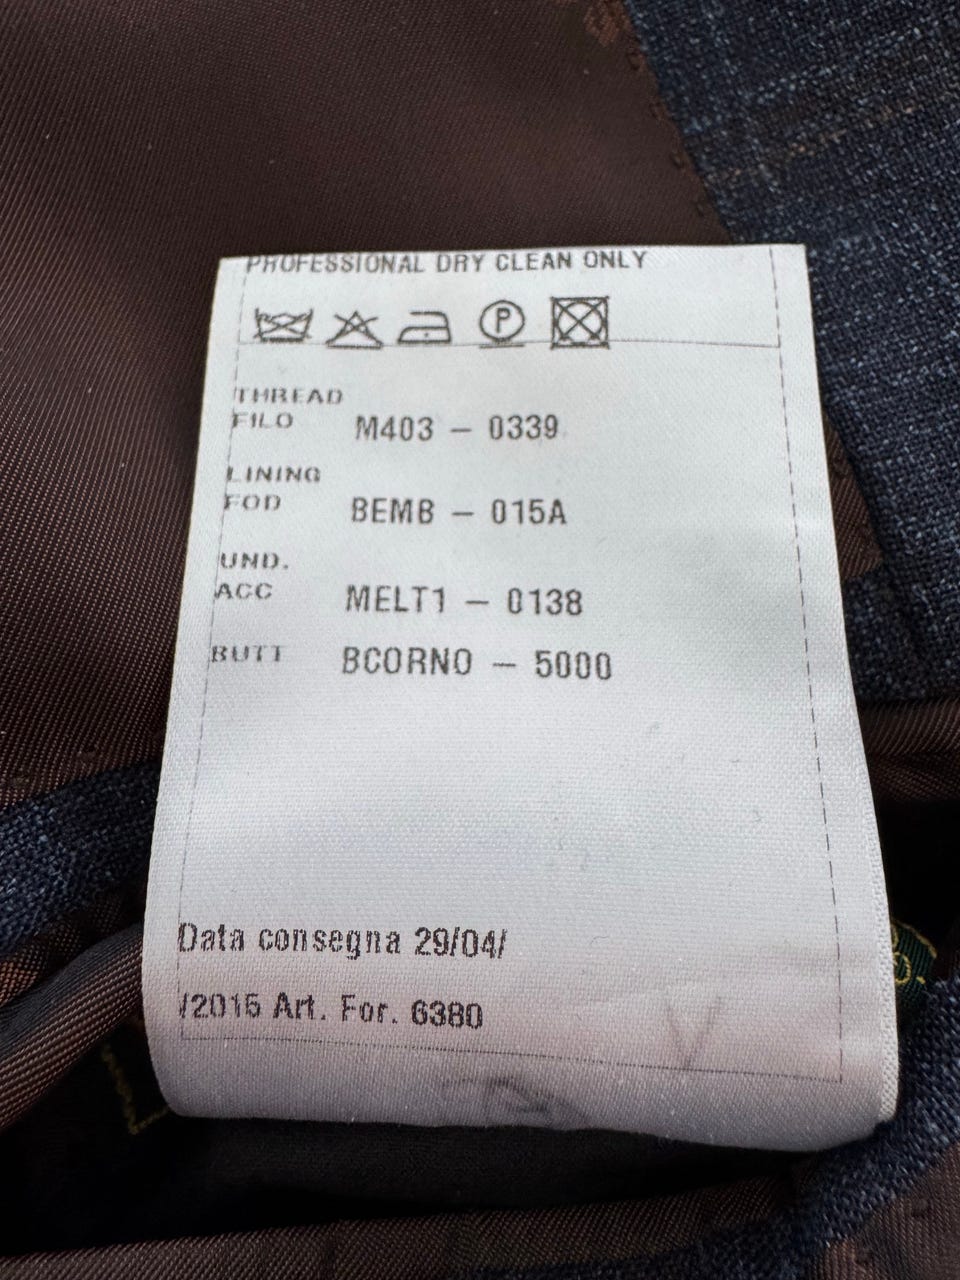 PROFESSIONAL DRY CLEAN ONLY
P
THREAD
FILO M403 – 0339
LINING
FOD BEMB – 015A
UND.
ACC MELT1 – 0138
BUTT BCORNO – 5000
Data consegna 29/04/
/2015 Art. For. 6380